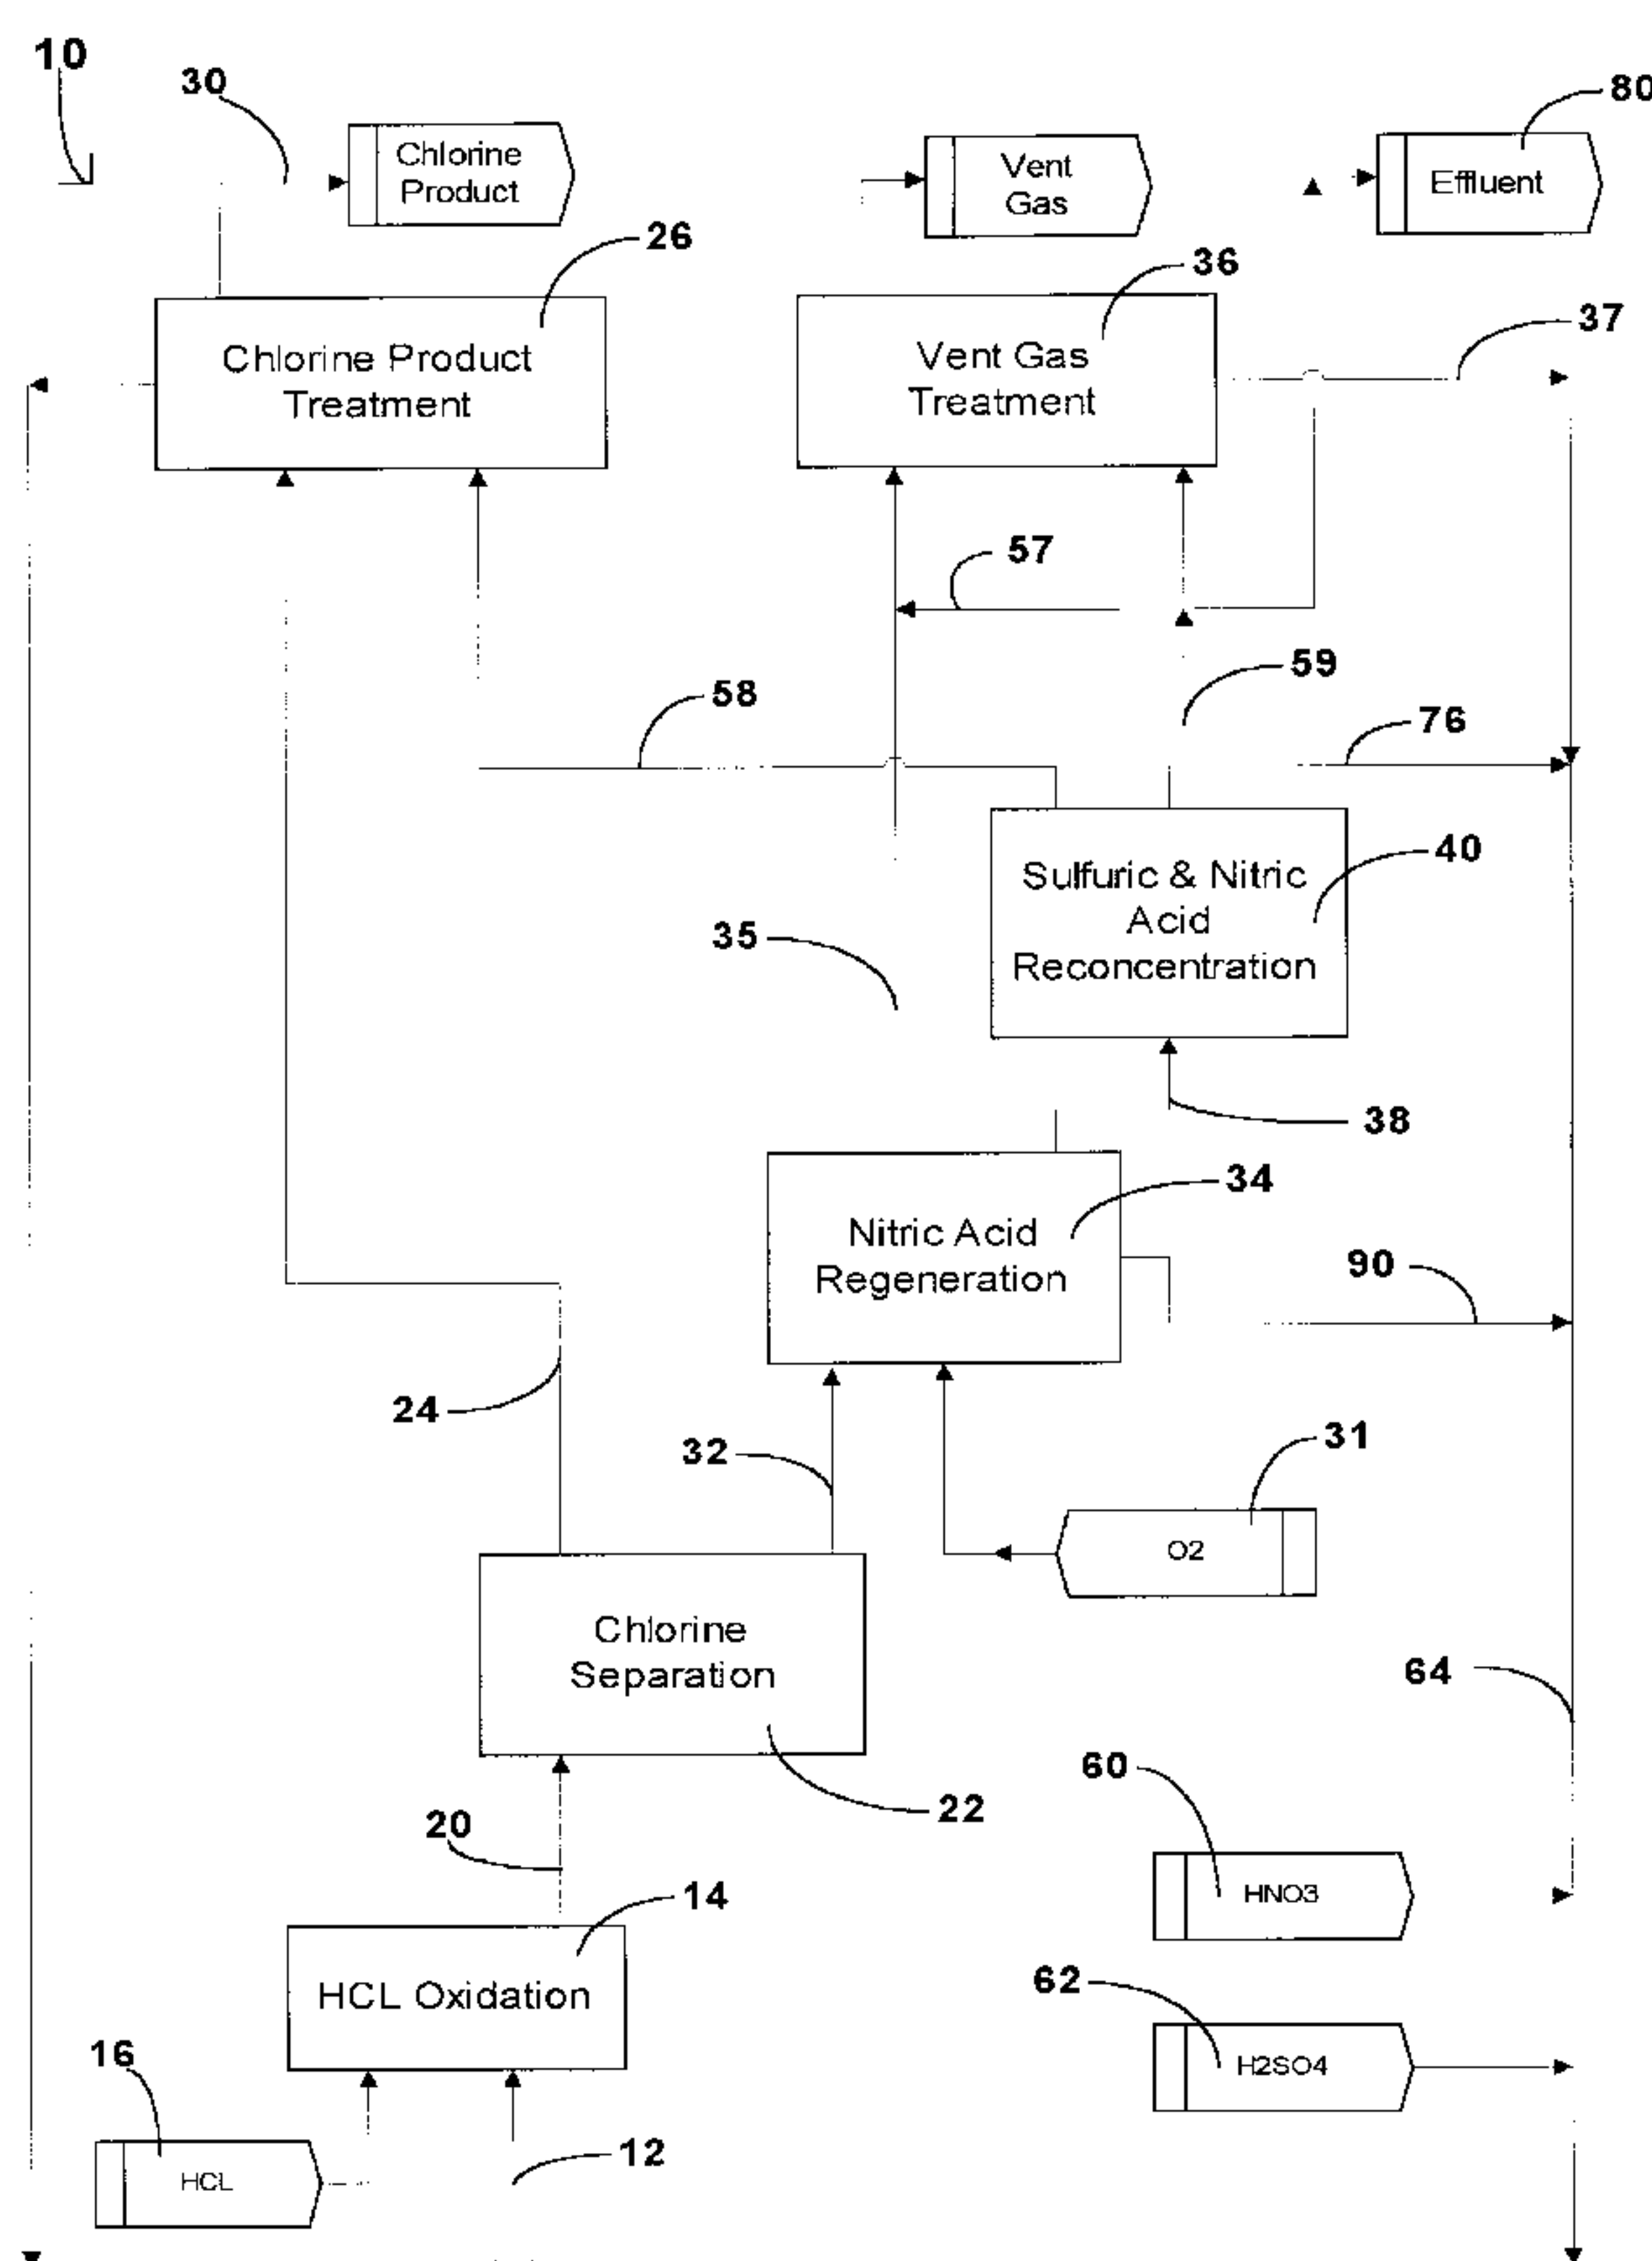 10
30
80
Chlorine
Product
Vent
Gas
Effluent
26
36
37
Chlorine Product
Treatment
Vent Gas
Treatment
57
59
58
76
40
Sulfuric & Nitric
Acid
Reconcentration
35
38
34
Nitric Acid
Regeneration
90
24
32
31
O2
Chlorine
Separation
64
60
22
20
HNO3
14
62
HCL Oxidation
H2SO4
16
12
HCL